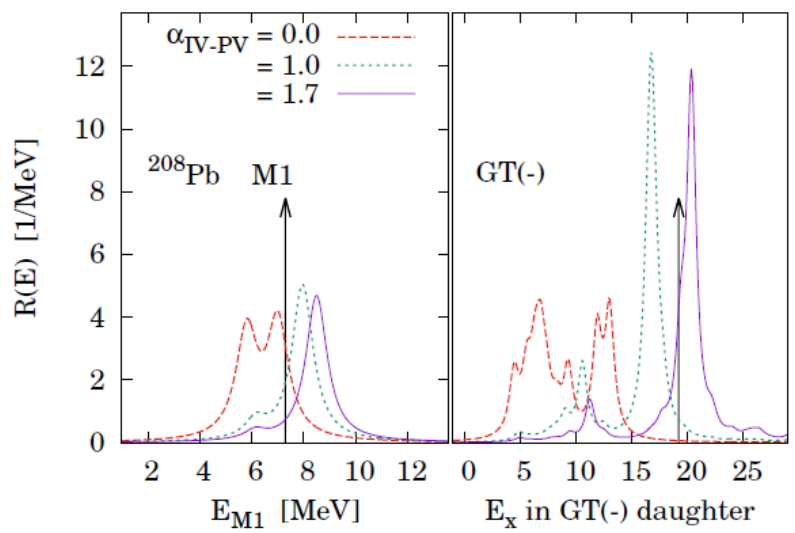 α_IV-PV = 0.0
= 1.0
= 1.7
12
10
8
6
4
2
0
R(E) [1/MeV]
²⁰⁸Pb M1
GT(-)
2 4 6 8 10 12
0 5 10 15 20 25
E_M1 [MeV]
E_x in GT(-) daughter